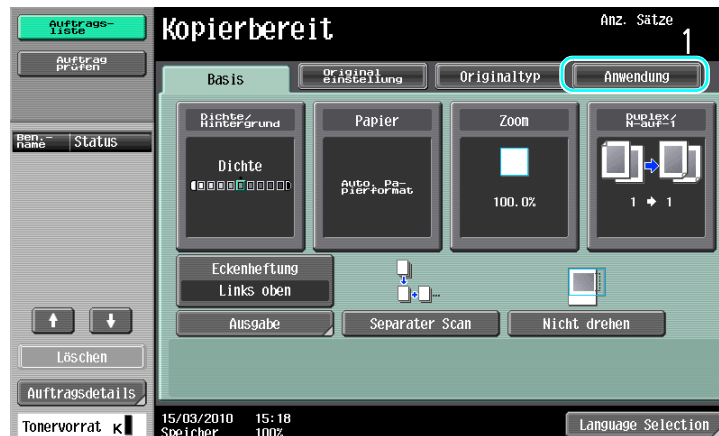 Auftrags-
liste
Auftrag
prüfen
Ben.-
name
Status
Löschen
Auftragsdetails
Tonervorrat K
Kopierbereit
Anz. Sätze
1
Basis
Original
einstellung
Originaltyp
Anwendung
Dichte/
Hintergrund
Dichte
Papier
Auto. Pa-
pierformat
Zoom
100.0%
Duplex/
N-auf-1
1 → 1
Eckenheftung
Links oben
Ausgabe
Separater Scan
Nicht drehen
15/03/2010 15:18
Speicher 100%
Language Selection